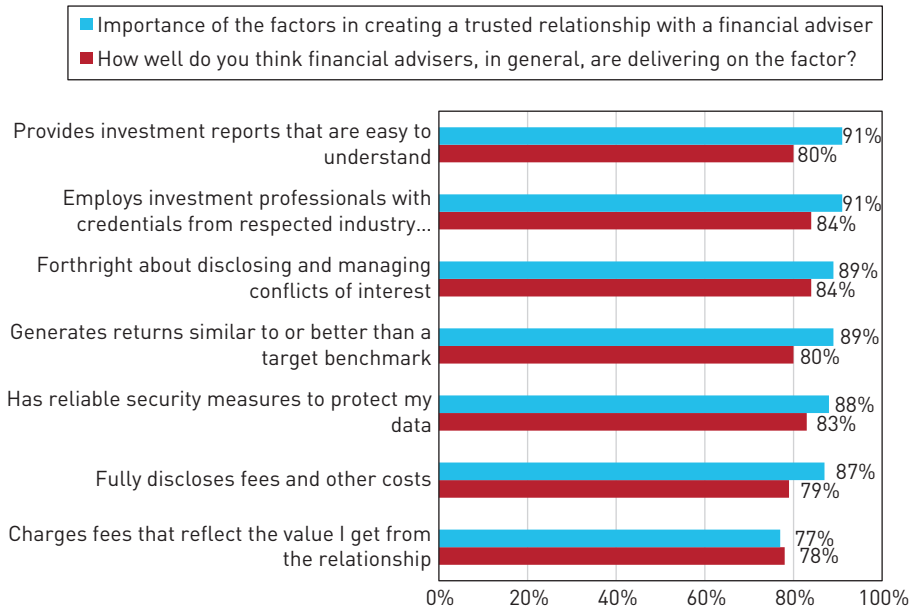 Importance of the factors in creating a trusted relationship with a financial adviser
How well do you think financial advisers, in general, are delivering on the factor?
Provides investment reports that are easy to
understand
91%
80%
Employs investment professionals with
credentials from respected industry...
91%
84%
Forthright about disclosing and managing
conflicts of interest
89%
84%
Generates returns similar to or better than a
target benchmark
89%
80%
Has reliable security measures to protect my
data
88%
83%
Fully discloses fees and other costs
87%
79%
Charges fees that reflect the value I get from
the relationship
77%
78%
0% 20% 40% 60% 80% 100%